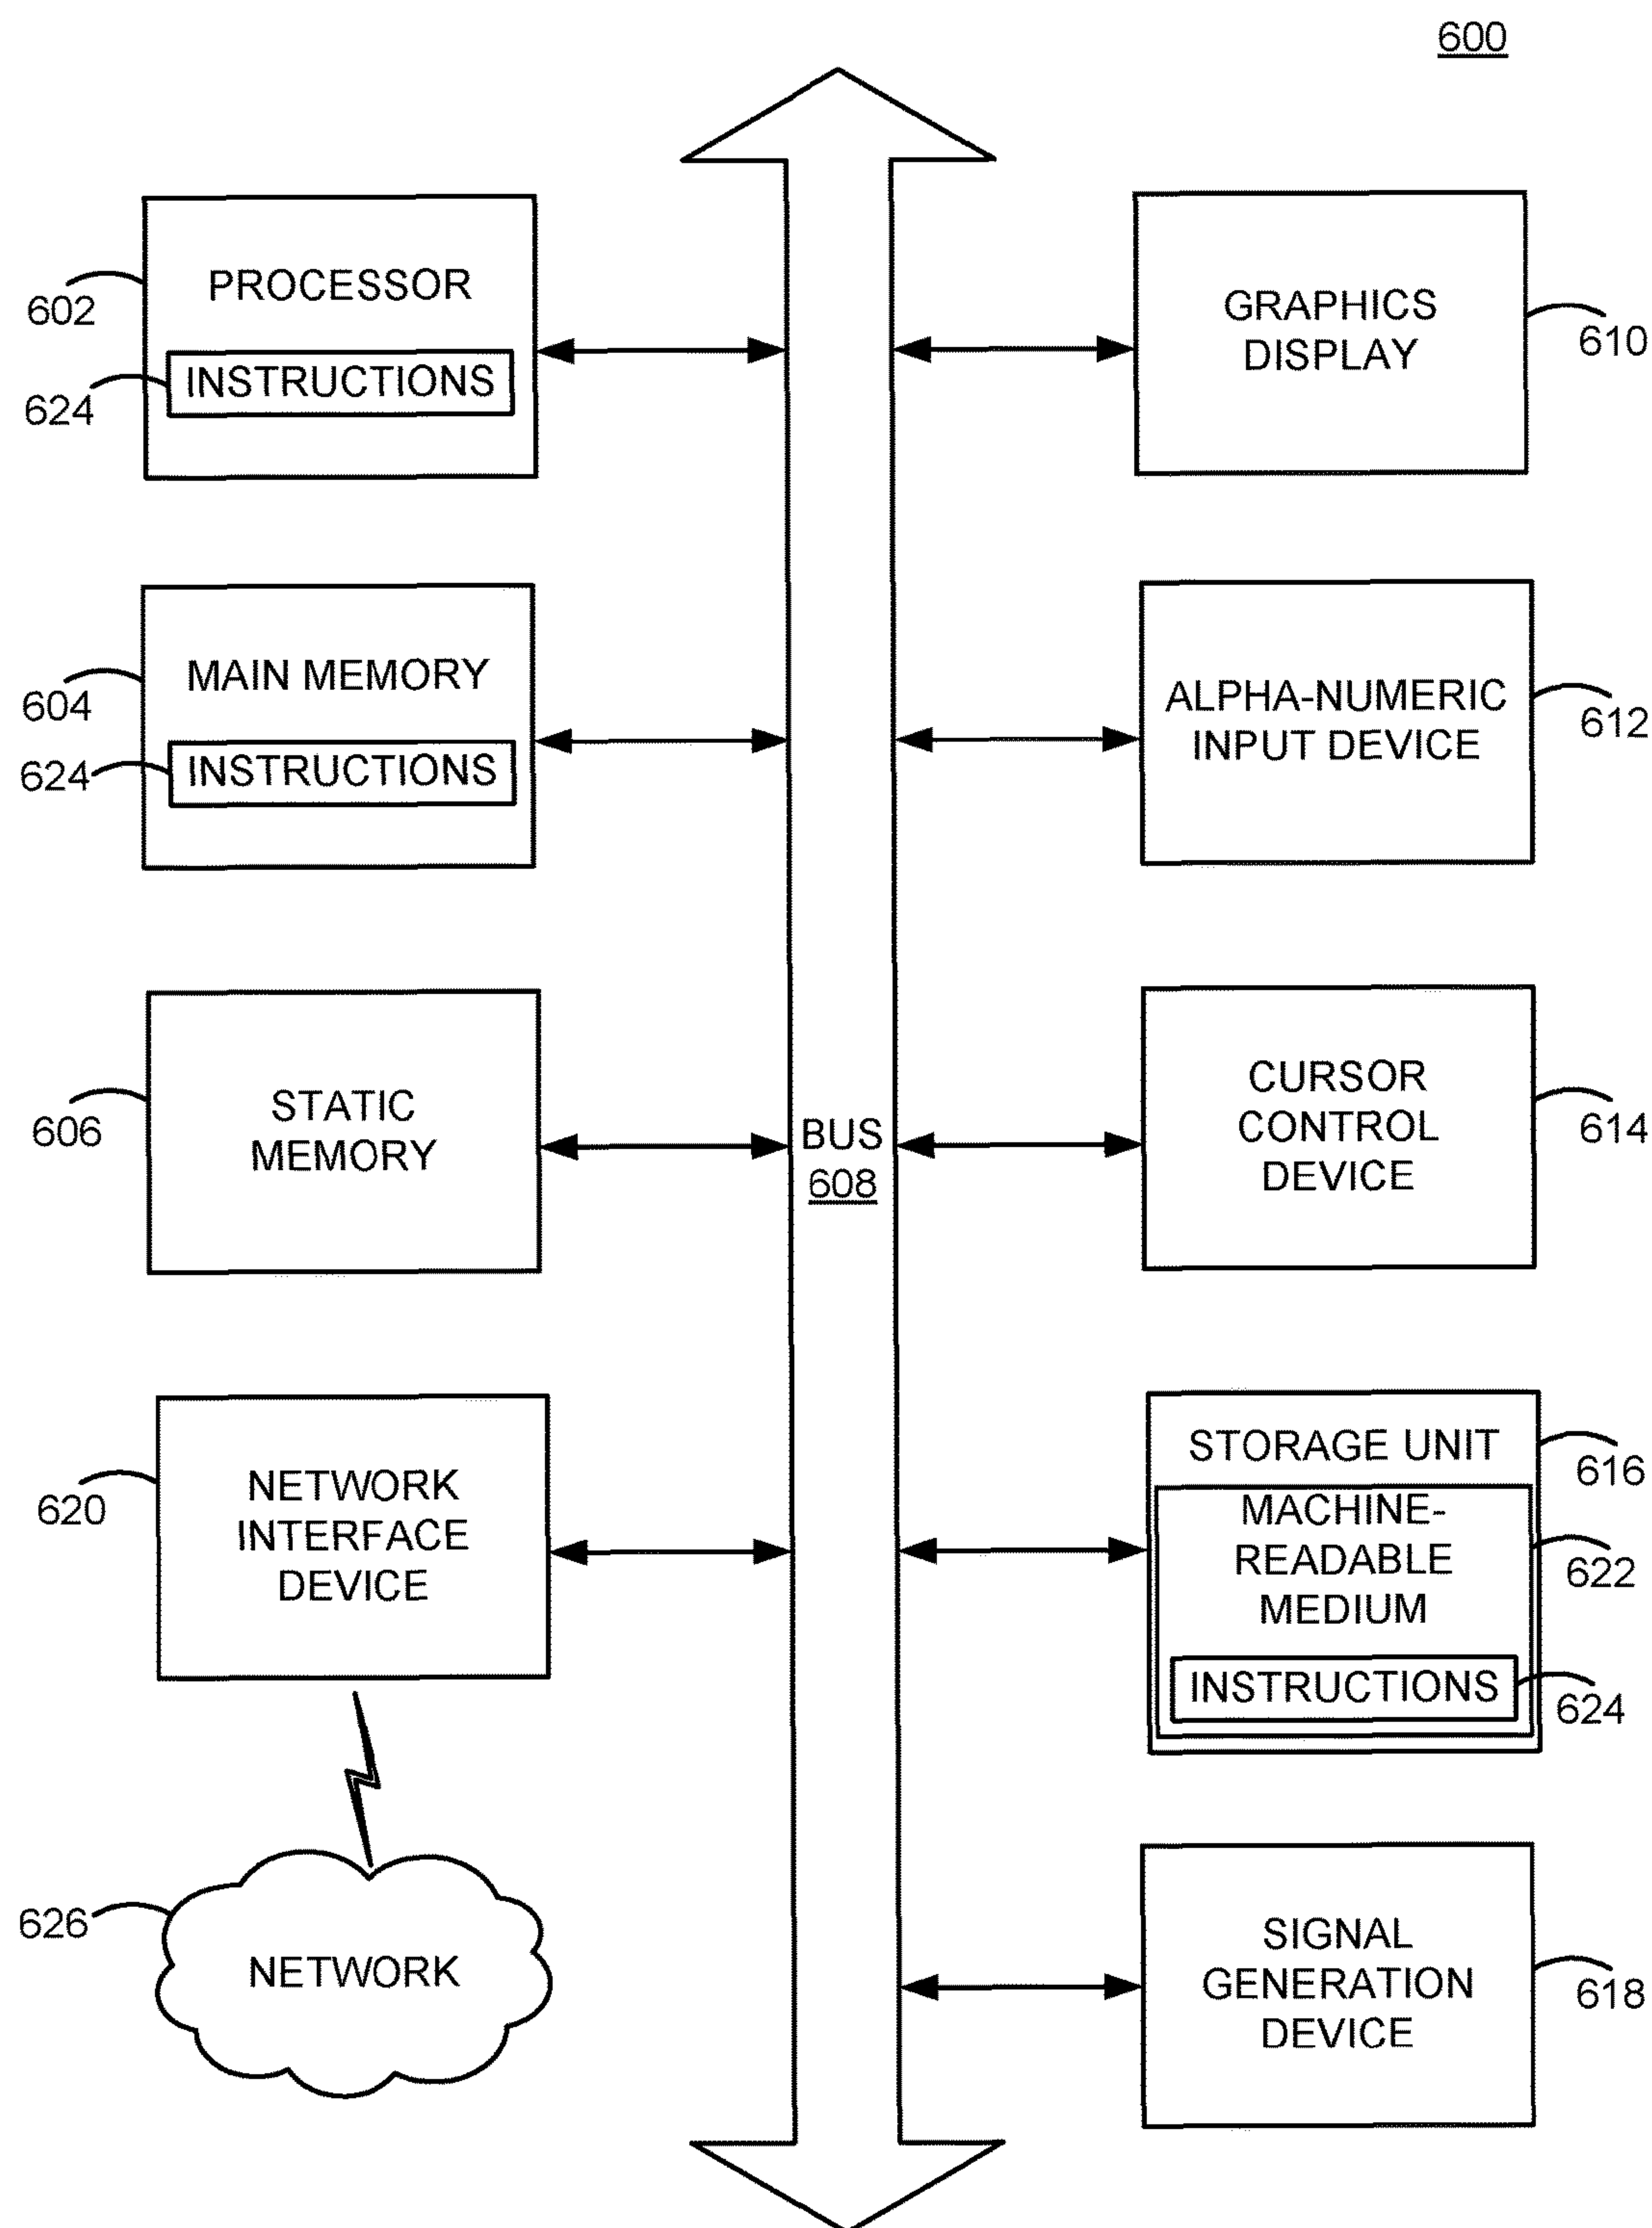 600
PROCESSOR
602
INSTRUCTIONS
624
GRAPHICS
DISPLAY
610
MAIN MEMORY
604
INSTRUCTIONS
624
ALPHA-NUMERIC
INPUT DEVICE
612
STATIC
MEMORY
606
BUS
608
CURSOR
CONTROL
DEVICE
614
NETWORK
INTERFACE
DEVICE
620
STORAGE UNIT
616
MACHINE-
READABLE
MEDIUM
622
INSTRUCTIONS
624
626
NETWORK
SIGNAL
GENERATION
DEVICE
618